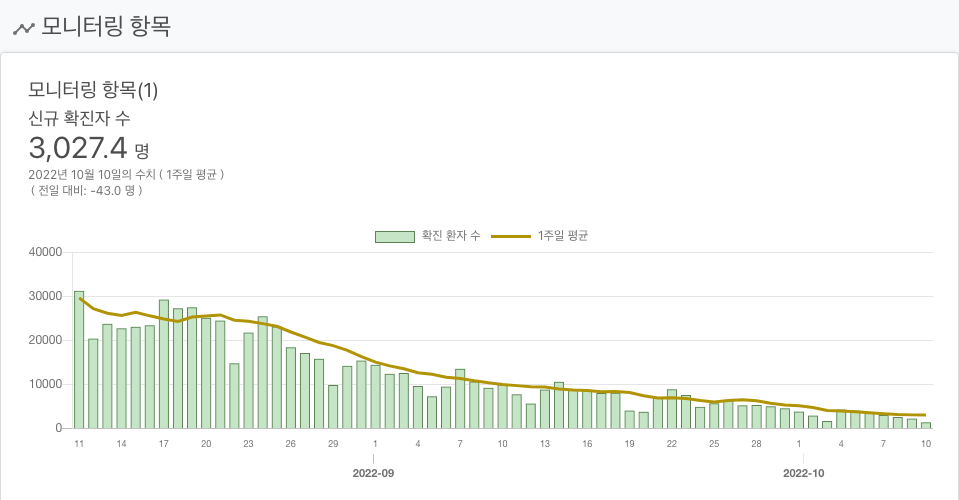 모니터링 항목
모니터링 항목(1)
신규 확진자 수
3,027.4 명
2022년 10월 10일의 수치 ( 1주일 평균 )
( 전일 대비: -43.0 명 )
확진 환자 수 1주일 평균
40000
30000
20000
10000
0
11 14 17 20 23 26 29 1 4 7 10 13 16 19 22 25 28 1 4 7 10
2022-09 2022-10